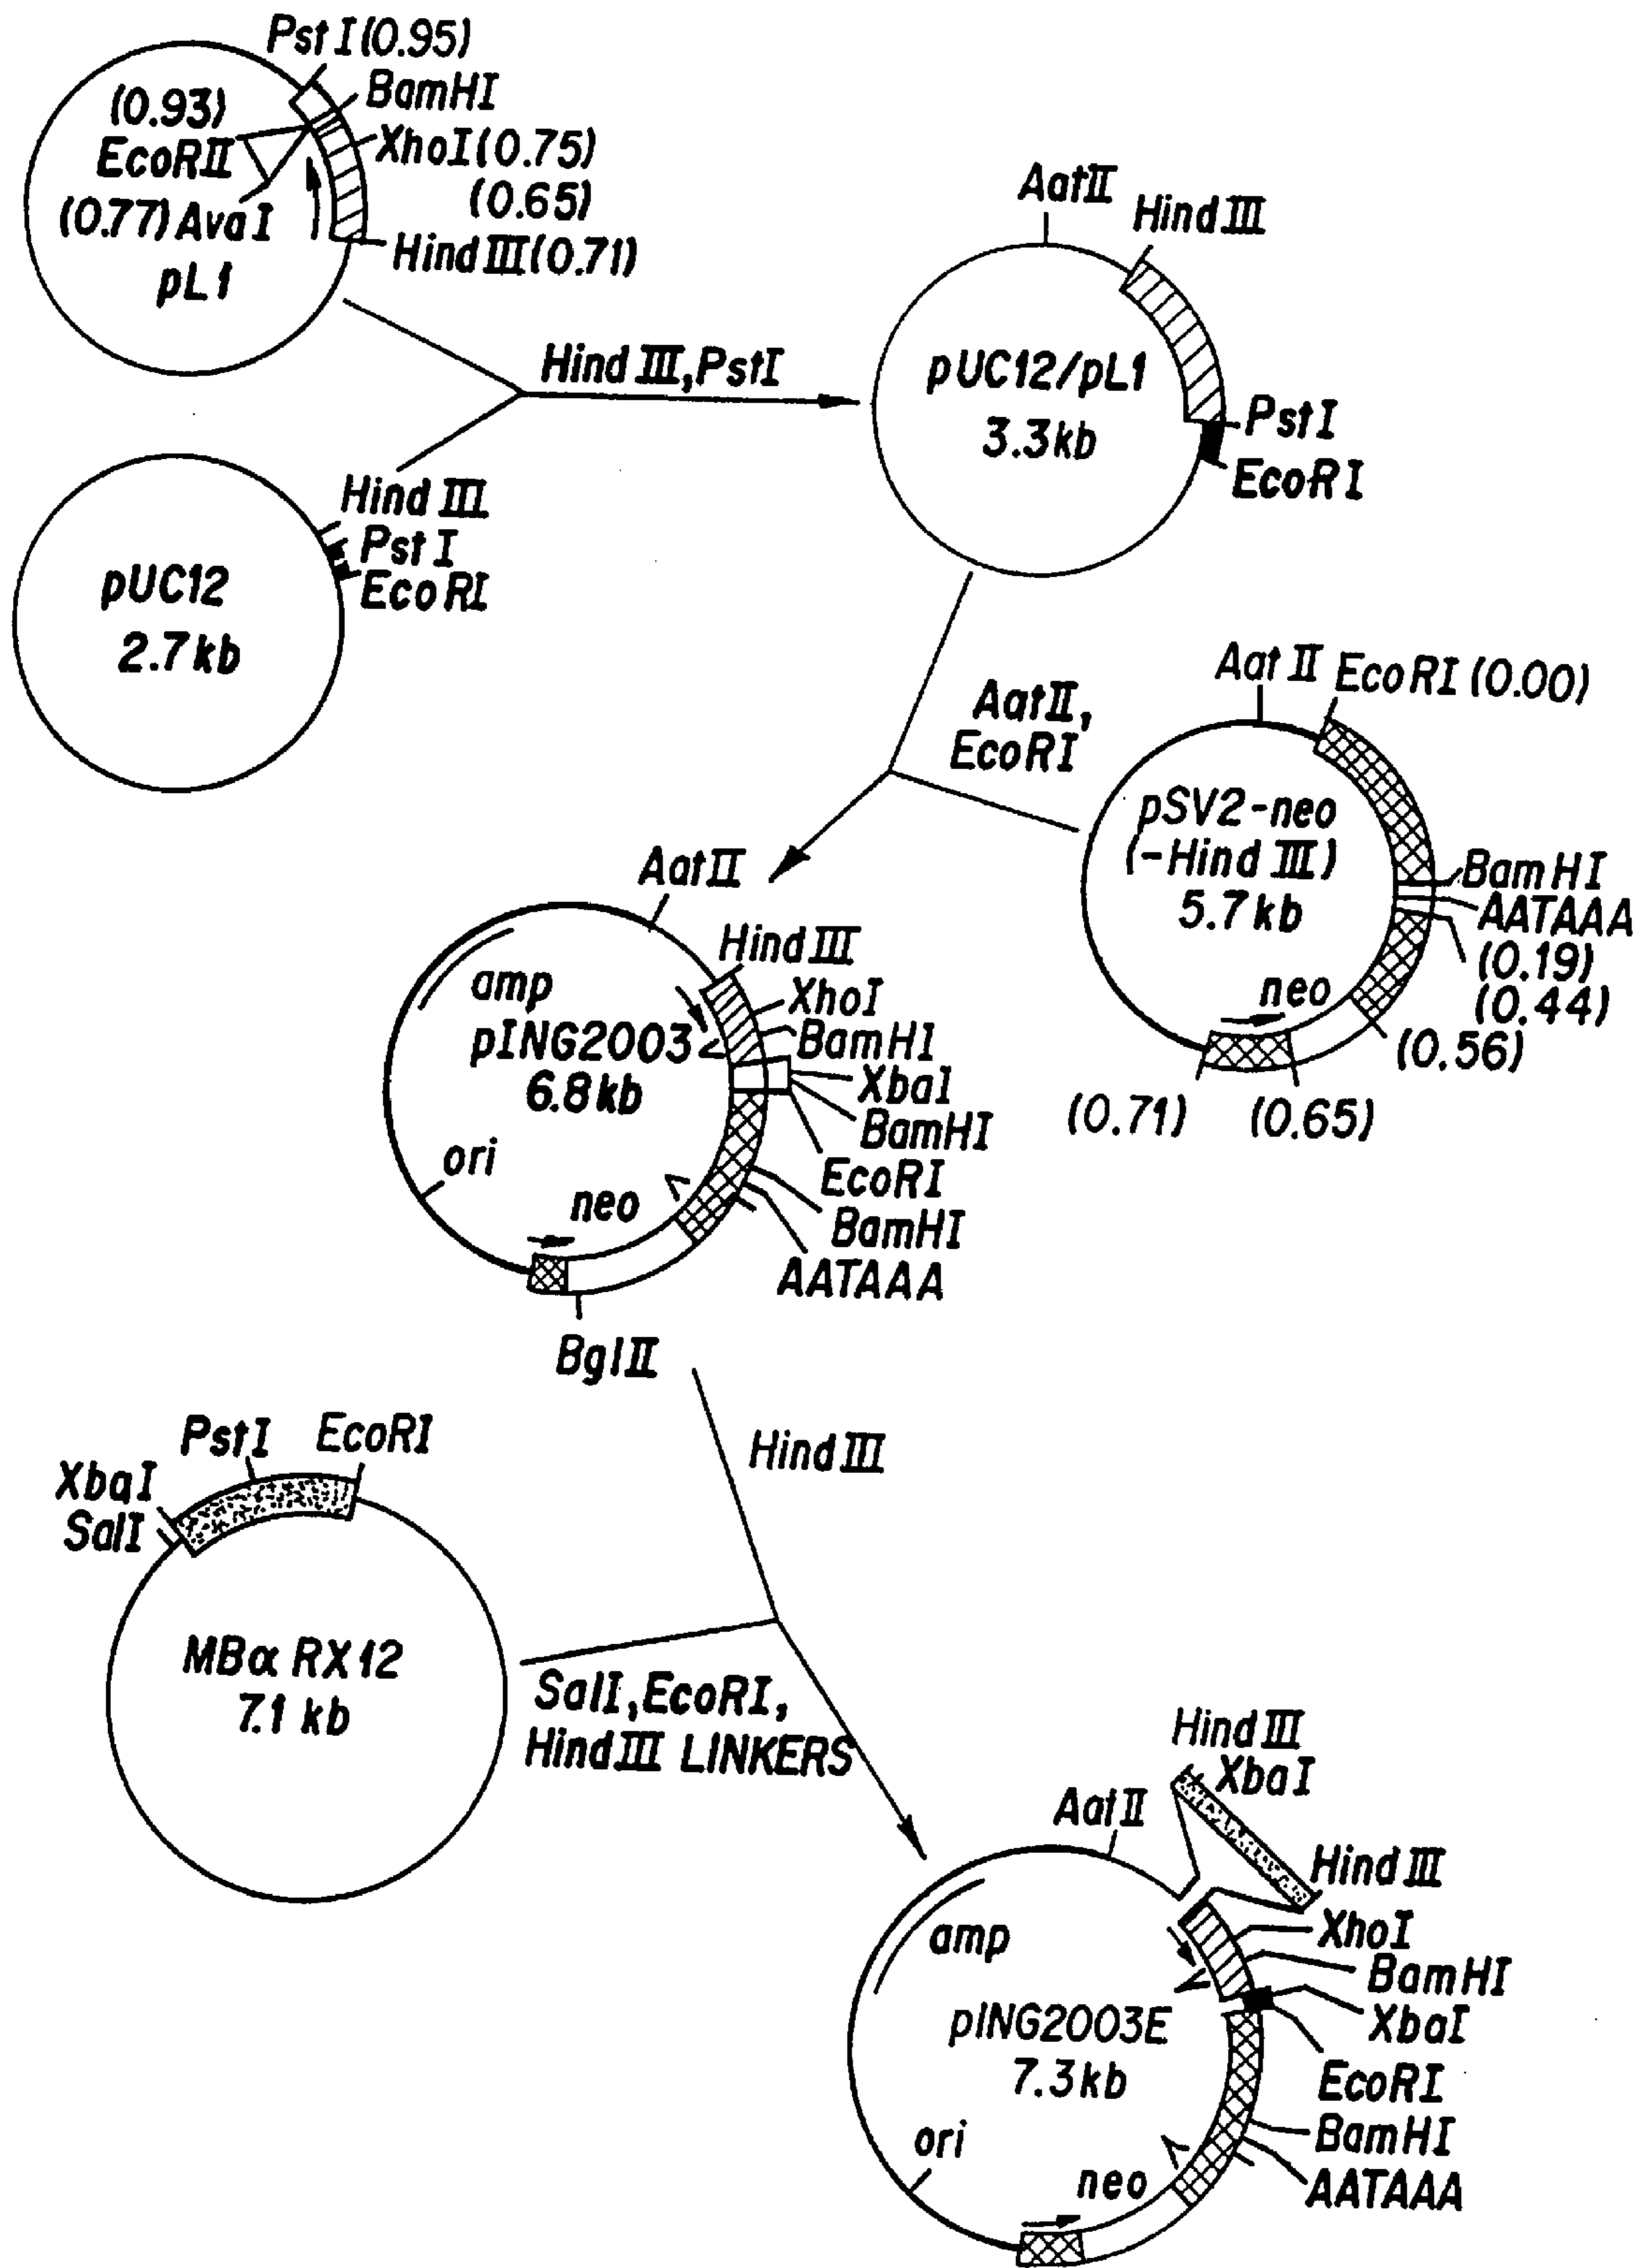 PstI(0.95)
BamHI
(0.93)
EcoRII
XhoI(0.75)
(0.65)
(0.77)AvaI
HindIII(0.71)
pL1
HindIII,PstI
AatII
HindIII
pUC12/pL1
3.3kb
PstI
EcoRI
HindIII
PstI
EcoRI
pUC12
2.7kb
AatII,
EcoRI
AatII
EcoRI(0.00)
pSV2-neo
(-HindIII)
5.7kb
BamHI
AATAAA
(0.19)
(0.44)
(0.56)
neo
(0.71)
(0.65)
AatII
HindIII
XhoI
BamHI
XbaI
BamHI
EcoRI
BamHI
AATAAA
amp
pING2003
6.8kb
ori
neo
BglII
HindIII
PstI
EcoRI
XbaI
SalI
MBα RX12
7.1 kb
SalI,EcoRI,
HindIII LINKERS
HindIII
XbaI
AatII
HindIII
XhoI
BamHI
XbaI
EcoRI
BamHI
AATAAA
amp
pING2003E
7.3kb
ori
neo